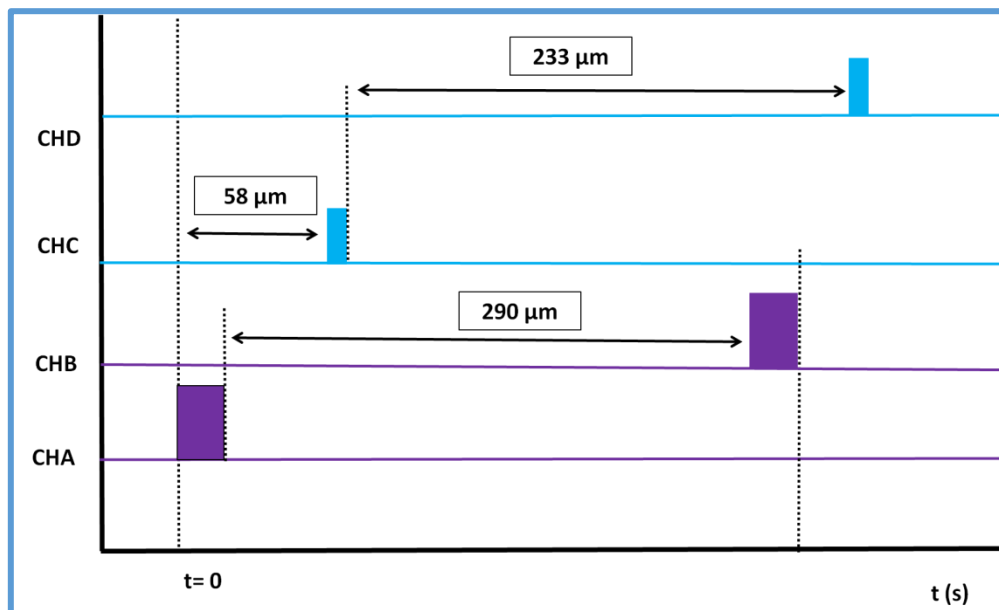 233 µm
CHD
58 µm
CHC
290 µm
CHB
CHA
t= 0
t (s)